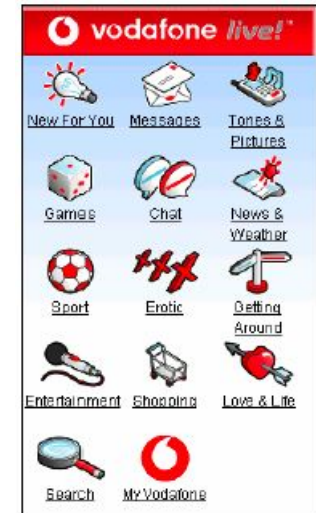 vodafone live!™
New For You Messages Tones &
Pictures
Games Chat News &
Weather
Sport Erotic Getting
Around
Entertainment Shopping Love & Life
Search My Vodafone